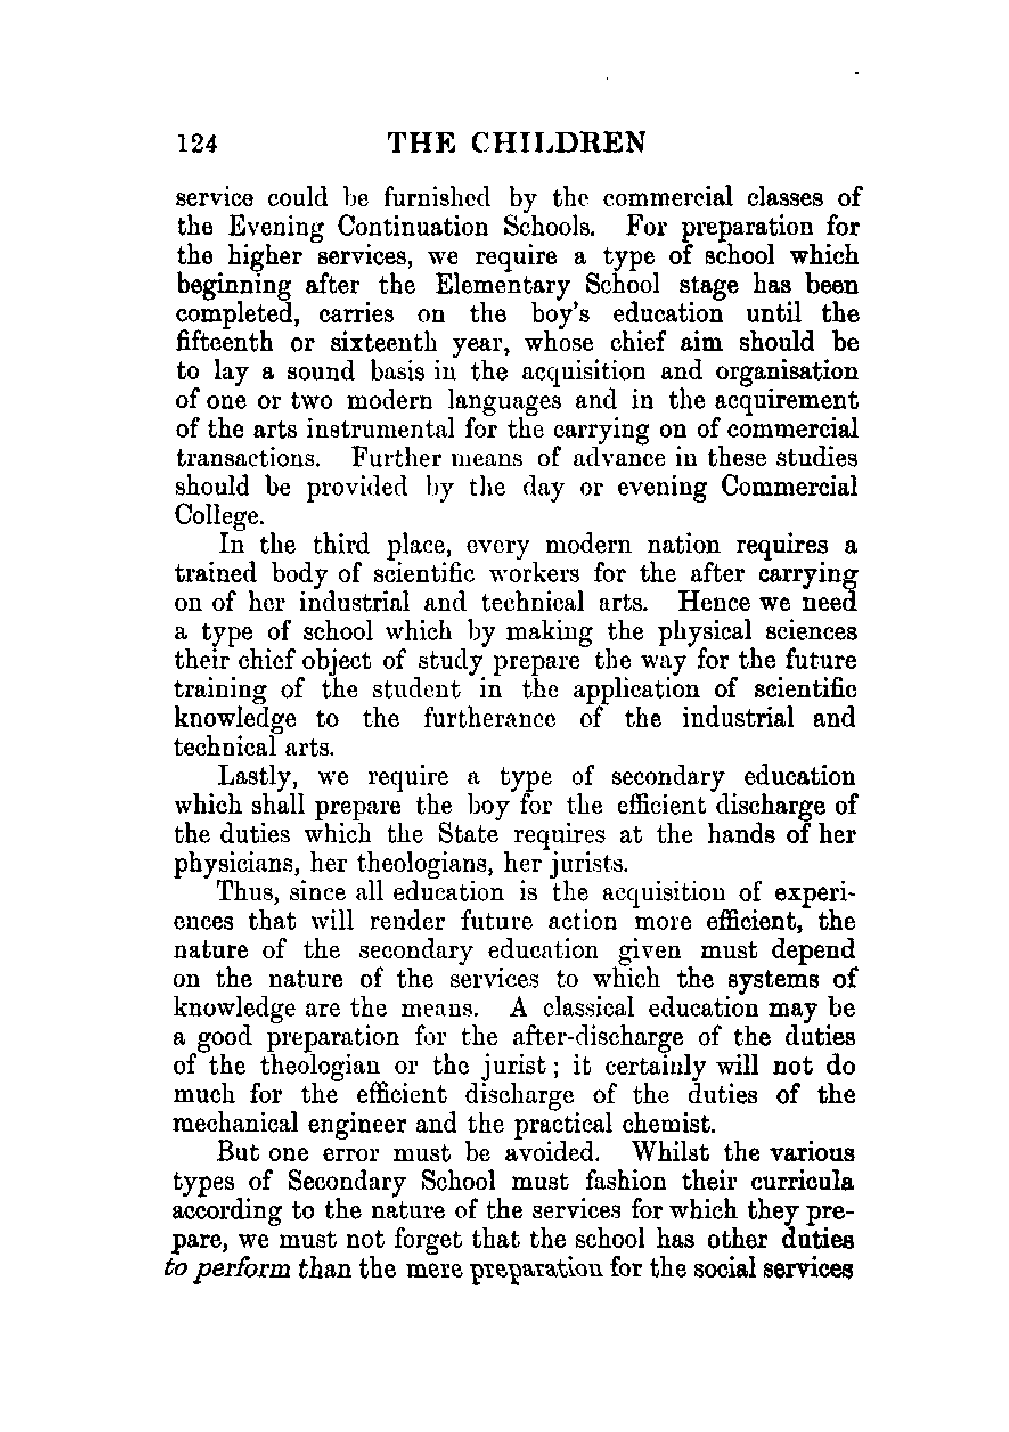 124 THE CHILDREN
service could be furnished by the commercial classes of
the Evening Continuation Schools. For preparation for
the higher services, we require a type of school which
beginning after the Elementary School stage has been
completed, carries on the boy's education until the
fifteenth or sixteenth year, whose chief aim should be
to lay a sound basis in the acquisition and organisation
of one or two modern languages and in the acquirement
of the arts instrumental for the carrying on of commercial
transactions. Further means of advance in these studies
should be provided by the day or evening Commercial
College.
In the third place, every modern nation requires a
trained body of scientific workers for the after carrying
on of her industrial and technical arts. Hence we need
a type of school which by making the physical sciences
their chief object of study prepare the way for the future
training of the student in the application of scientific
knowledge to the furtherance of the industrial and
technical arts.
Lastly, we require a type of secondary education
which shall prepare the boy for the efficient discharge of
the duties which the State requires at the hands of her
physicians, her theologians, her jurists.
Thus, since all education is the acquisition of experi-
ences that will render future action more efficient, the
nature of the secondary education given must depend
on the nature of the services to which the systems of
knowledge are the means. A classical education may be
a good preparation for the after-discharge of the duties
of the theologian or the jurist; it certainly will not do
much for the efficient discharge of the duties of the
mechanical engineer and the practical chemist.
But one error must be avoided. Whilst the various
types of Secondary School must fashion their curricula
according to the nature of the services for which they pre-
pare, we must not forget that the school has other duties
to perform than the mere preparation for the social services